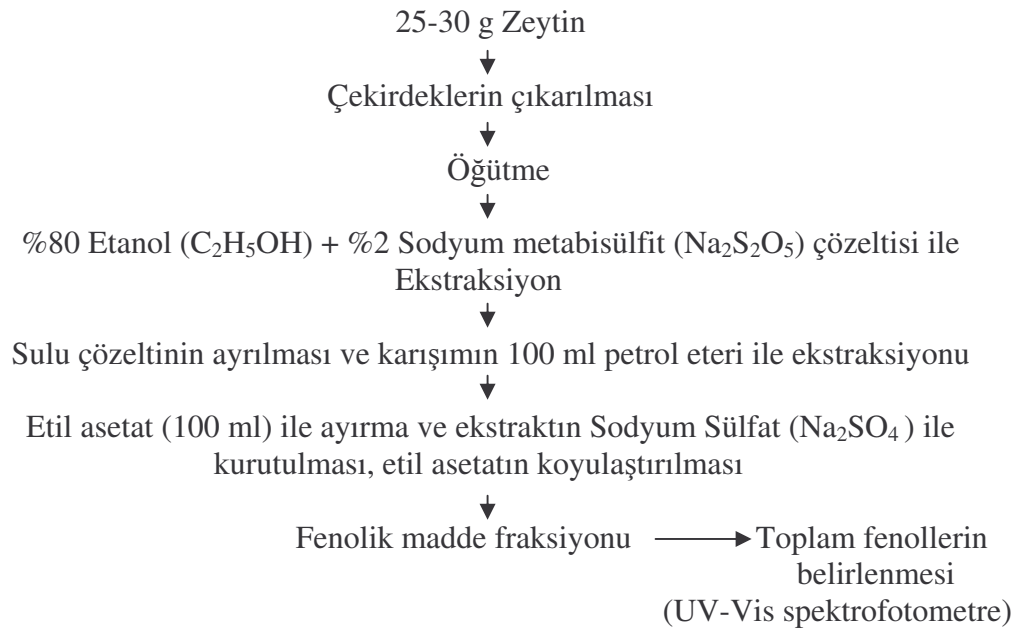 25-30 g Zeytin
Çekirdeklerin çıkarılması
Öğütme
%80 Etanol (C₂H₅OH) + %2 Sodyum metabisülfit (Na₂S₂O₅) çözeltisi ile
Ekstraksiyon
Sulu çözeltinin ayrılması ve karışımın 100 ml petrol eteri ile ekstraksiyonu
Etil asetat (100 ml) ile ayırma ve ekstraktın Sodyum Sülfat (Na₂SO₄ ) ile
kurutulması, etil asetatın koyulaştırılması
Fenolik madde fraksiyonu
Toplam fenollerin
belirlenmesi
(UV-Vis spektrofotometre)